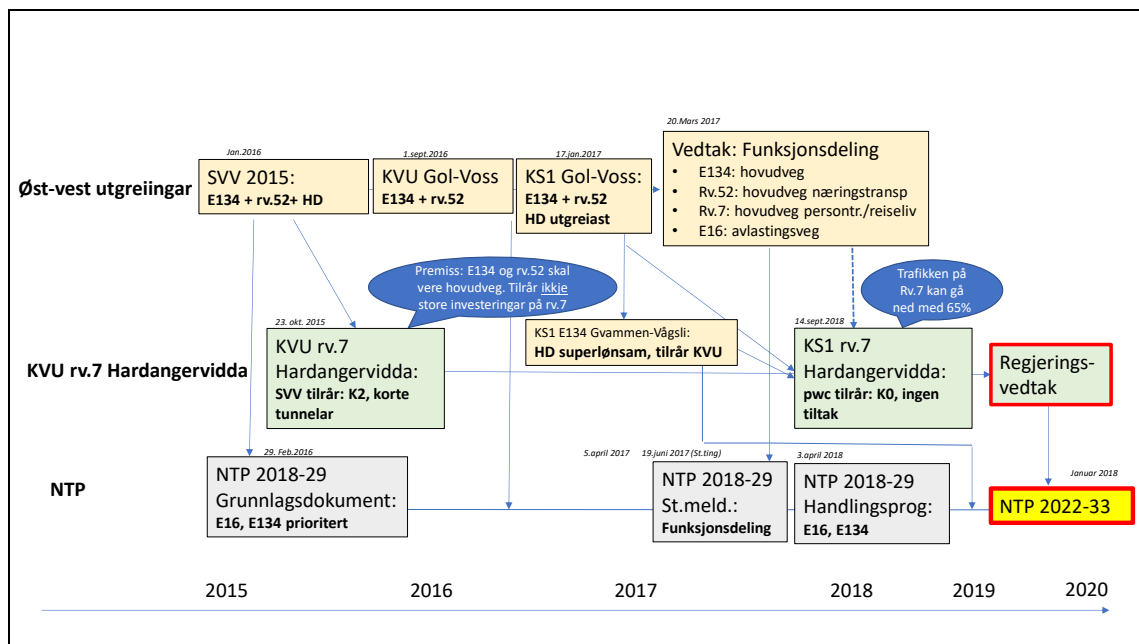 20.Mars 2017
Jan.2016
1.sept.2016
17.jan.2017
Øst-vest utgreiingar
SVV 2015:
E134 + rv.52+ HD
KVU Gol-Voss
E134 + rv.52
KS1 Gol-Voss:
E134 + rv.52
HD utgreiast
Vedtak: Funksjonsdeling
• E134: hovudveg
• Rv.52: hovudveg næringstransp
• Rv.7: hovudveg persontr./reiseliv
• E16: avlastingsveg
Premiss: E134 og rv.52 skal
vere hovudveg. Tilrår ikkje
store investeringar på rv.7
Trafikken på
Rv.7 kan gå
ned med 65%
23. okt. 2015
14.sept.2018
KVU rv.7 Hardangervidda
KVU rv.7
Hardangervidda:
SVV tilrår: K2, korte
tunnelar
KS1 E134 Gvammen-Vågsli:
HD superlønsam, tilrår KVU
KS1 rv.7
Hardangervidda:
pwc tilrår: K0, ingen
tiltak
Regjerings-
vedtak
29. Feb.2016
5.april 2017
19.juni 2017 (St.ting)
3.april 2018
Januar 2018
NTP
NTP 2018-29
Grunnlagsdokument:
E16, E134 prioritert
NTP 2018-29
St.meld.:
Funksjonsdeling
NTP 2018-29
Handlingsprog:
E16, E134
NTP 2022-33
2015
2016
2017
2018
2019
2020